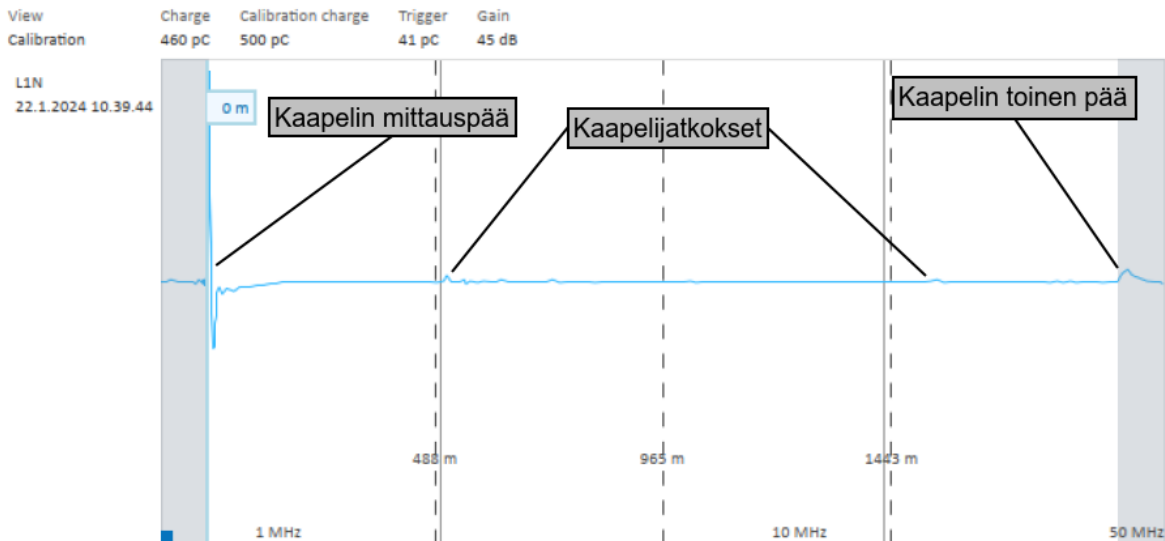 View Charge Calibration charge Trigger Gain
Calibration 460 pC 500 pC 41 pC 45 dB
L1N
22.1.2024 10.39.44
0 m
Kaapelin mittauspää
Kaapelijatkokset
Kaapelin toinen pää
488 m 965 m 1443 m
1 MHz 10 MHz 50 MHz